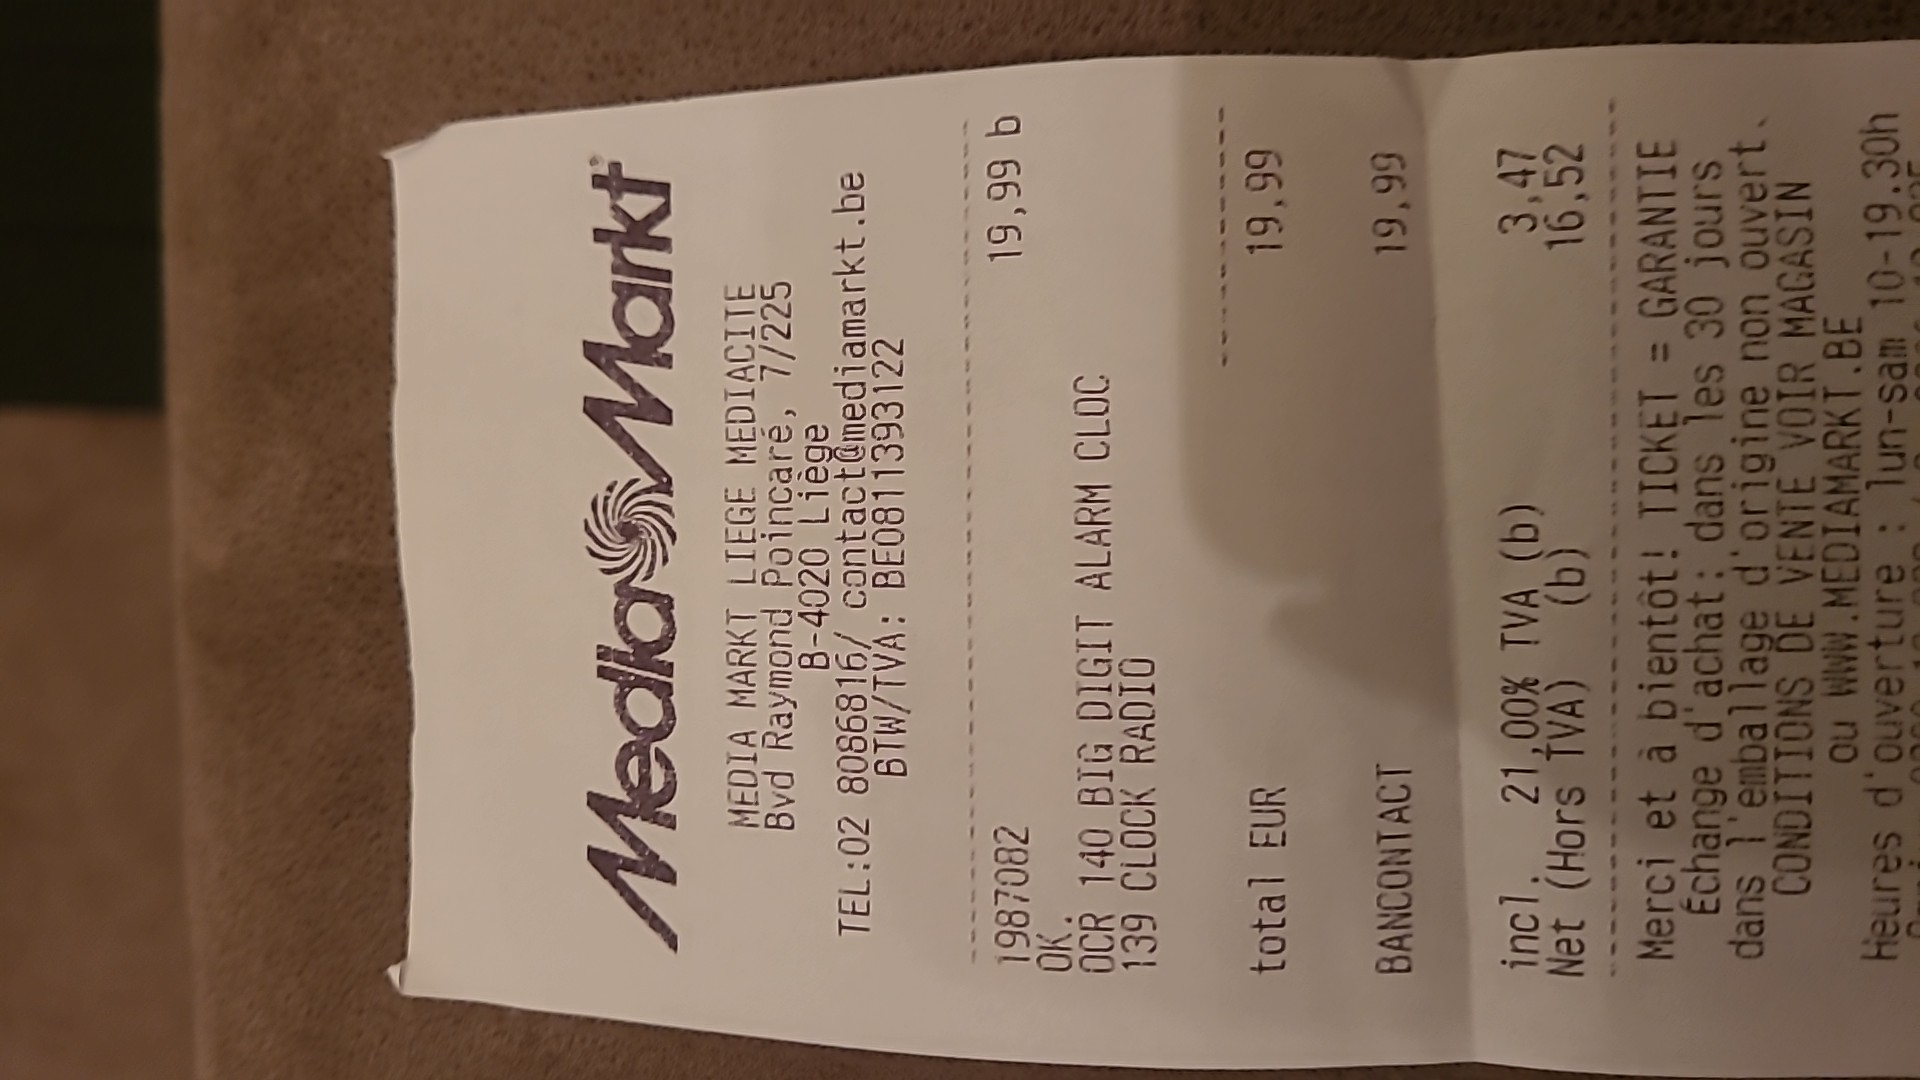 MediaMarkt
MEDIA MARKT LIEGE MEDIACITE
Bvd Raymond Poincaré, 7/225
B-4020 Liège
TEL:02 8086816/ contact@mediamarkt.be
BTW/TVA: BE0811393122
1987082 19,99 b
OK.
OCR 140 BIG DIGIT ALARM CLOC
139 CLOCK RADIO
total EUR 19,99
BANCONTACT 19,99
incl. 21,00% TVA (b) 3,47
Net (Hors TVA) (b) 16,52
Merci et à bientôt! TICKET = GARANTIE
Échange d'achat: dans les 30 jours
dans l'emballage d'origine non ouvert.
CONDITIONS DE VENTE VOIR MAGASIN
ou WWW.MEDIAMARKT.BE
Heures d'ouverture : lun-sam 10-19.30h